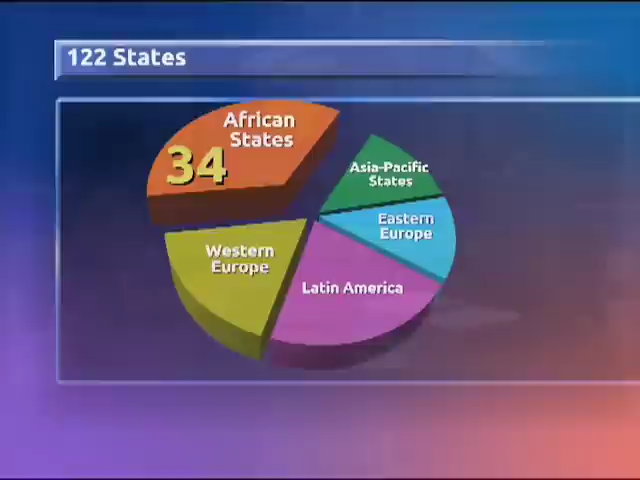 122 States
African
States
34
Asia-Pacific
States
Eastern
Europe
Western
Europe
Latin America